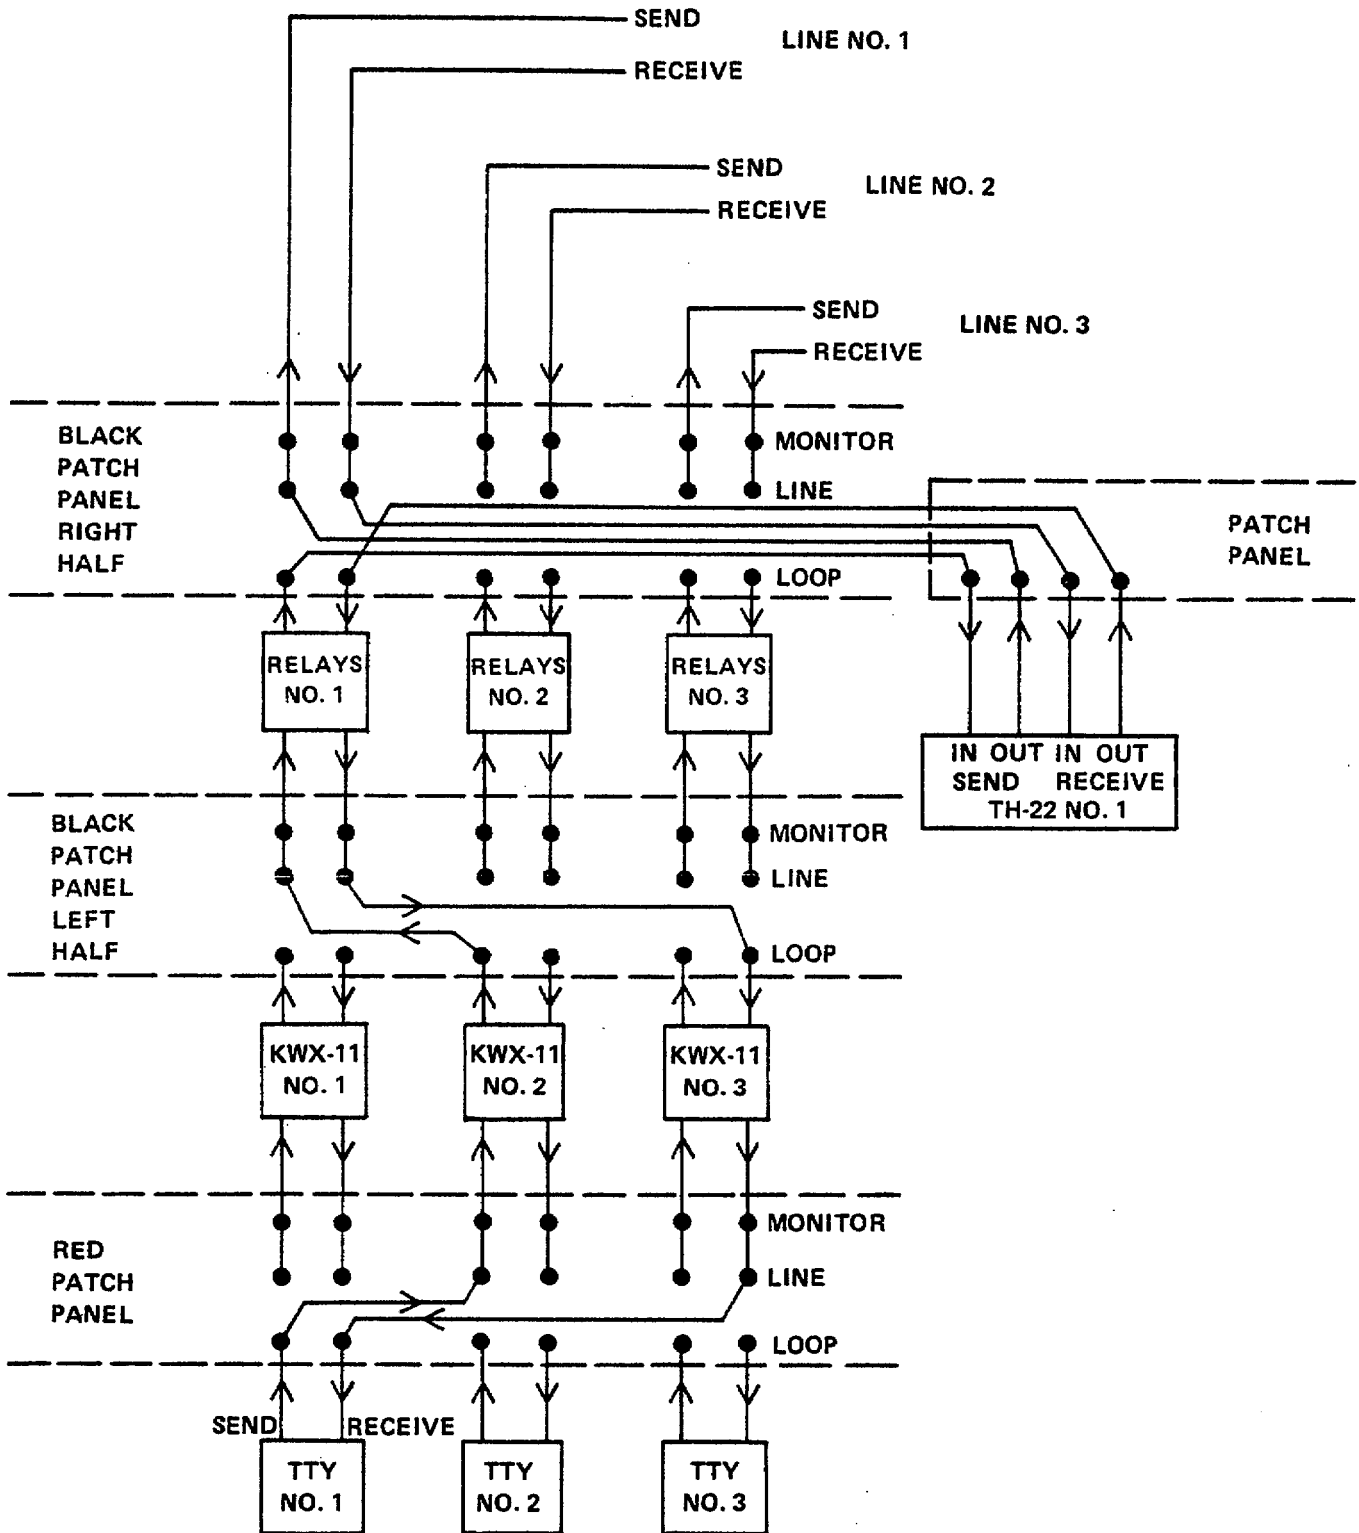 SEND
LINE NO. 1
RECEIVE
SEND
LINE NO. 2
RECEIVE
SEND
LINE NO. 3
RECEIVE
BLACK
PATCH
PANEL
RIGHT
HALF
MONITOR
LINE
LOOP
PATCH
PANEL
RELAYS
NO. 1
RELAYS
NO. 2
RELAYS
NO. 3
IN OUT IN OUT
SEND RECEIVE
TH-22 NO. 1
BLACK
PATCH
PANEL
LEFT
HALF
MONITOR
LINE
LOOP
KWX-11
NO. 1
KWX-11
NO. 2
KWX-11
NO. 3
RED
PATCH
PANEL
MONITOR
LINE
LOOP
SEND
RECEIVE
TTY
NO. 1
TTY
NO. 2
TTY
NO. 3